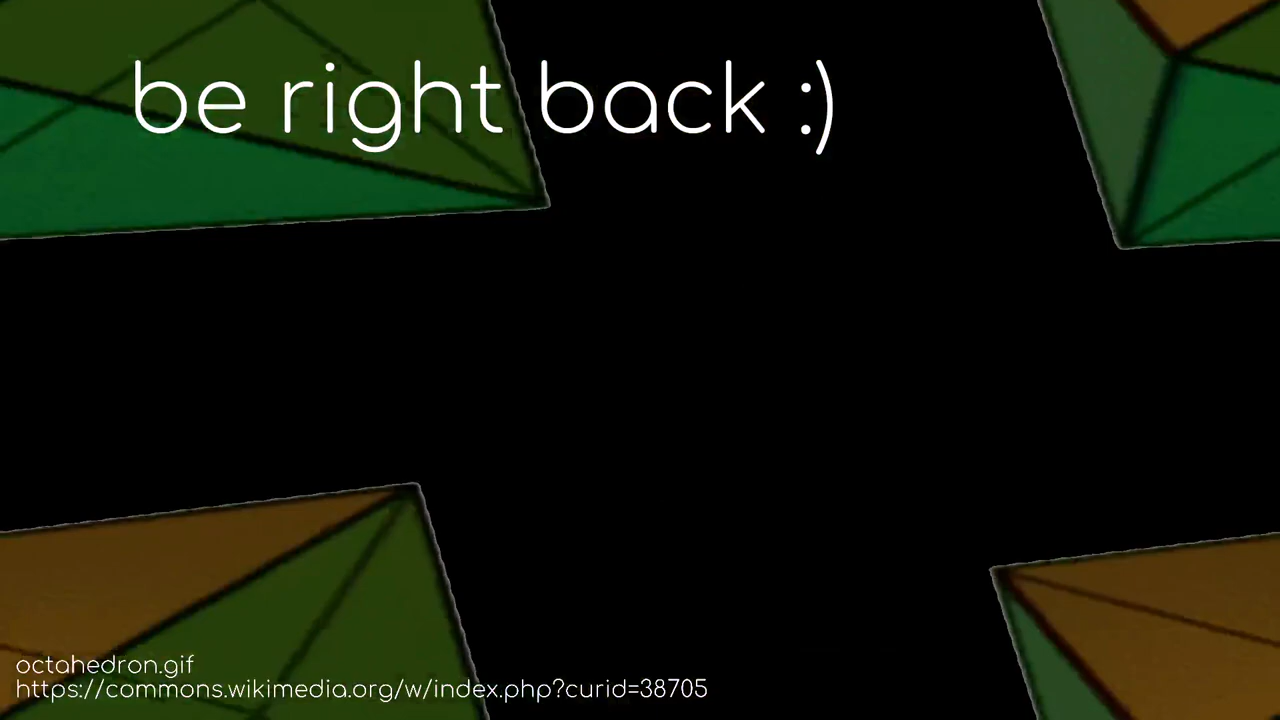 be right back :)
octahedron.gif
https://commons.wikimedia.org/w/index.php?curid=38705